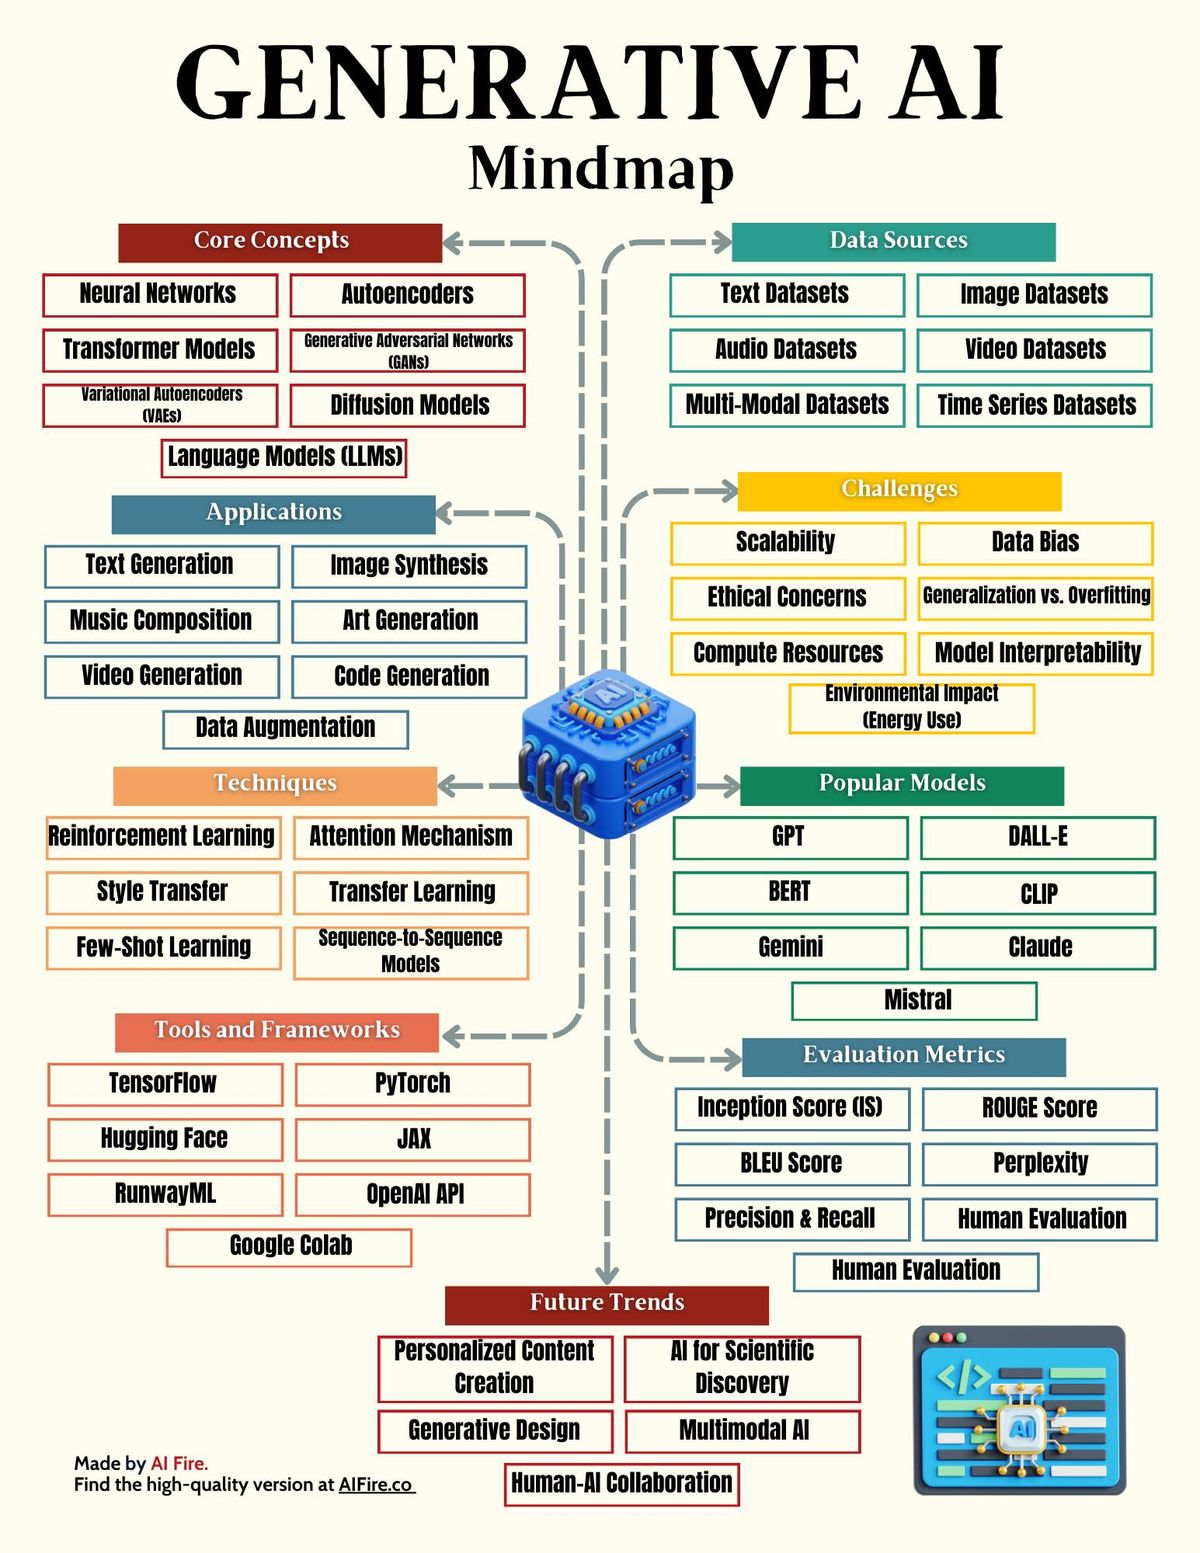 GENERATIVE AI
Mindmap
Core Concepts
Neural Networks
Autoencoders
Transformer Models
Generative Adversarial Networks
(GANs)
Variational Autoencoders
(VAEs)
Diffusion Models
Language Models (LLMs)
Applications
Text Generation
Image Synthesis
Music Composition
Art Generation
Video Generation
Code Generation
Data Augmentation
Techniques
Reinforcement Learning
Attention Mechanism
Style Transfer
Transfer Learning
Few-Shot Learning
Sequence-to-Sequence
Models
Tools and Frameworks
TensorFlow
PyTorch
Hugging Face
JAX
RunwayML
OpenAI API
Google Colab
Data Sources
Text Datasets
Image Datasets
Audio Datasets
Video Datasets
Multi-Modal Datasets
Time Series Datasets
Challenges
Scalability
Data Bias
Ethical Concerns
Generalization vs. Overfitting
Compute Resources
Model Interpretability
Environmental Impact
(Energy Use)
AI
Popular Models
GPT
DALL-E
BERT
CLIP
Gemini
Claude
Mistral
Evaluation Metrics
Inception Score (IS)
ROUGE Score
BLEU Score
Perplexity
Precision & Recall
Human Evaluation
Human Evaluation
Future Trends
Personalized Content
Creation
AI for Scientific
Discovery
Generative Design
Multimodal AI
Human-AI Collaboration
</>
AI
Made by AI Fire.
Find the high-quality version at AIFire.co